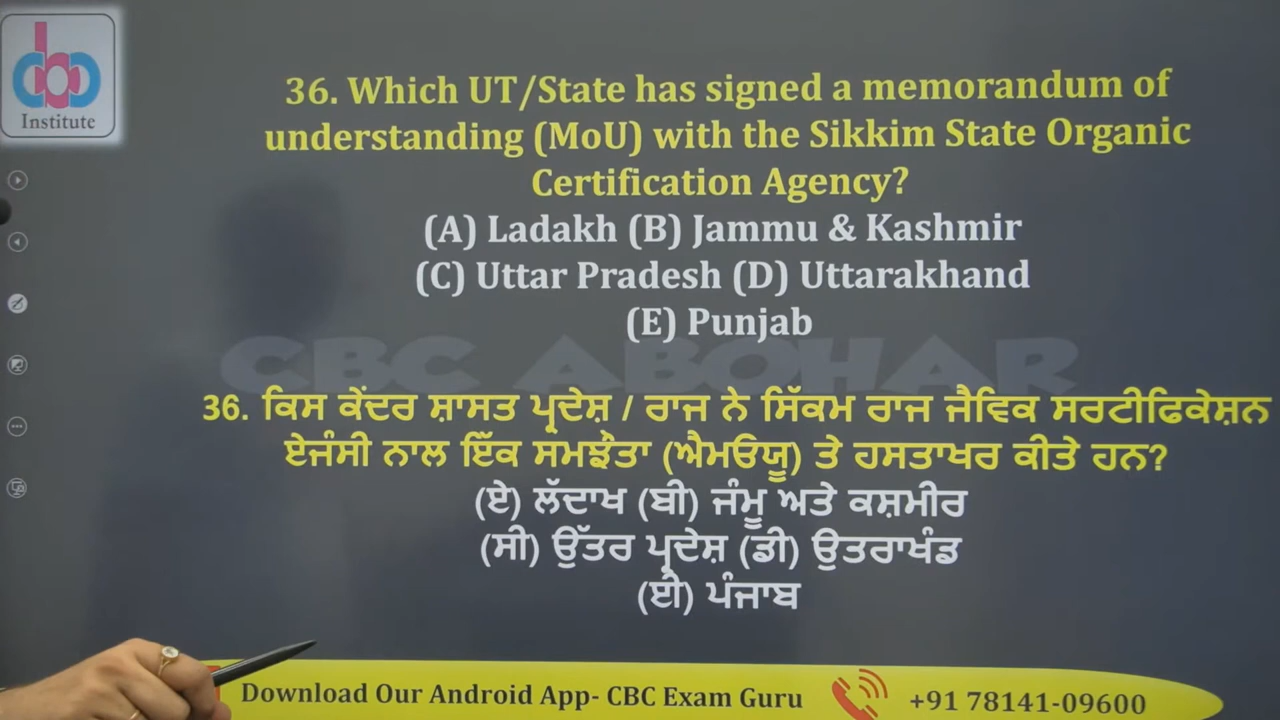 Institute
36. Which UT/State has signed a memorandum of
understanding (MoU) with the Sikkim State Organic
Certification Agency?
(A) Ladakh (B) Jammu & Kashmir
(C) Uttar Pradesh (D) Uttarakhand
(E) Punjab
CBC ABOHAR
36. ਕਿਸ ਕੇਂਦਰ ਸ਼ਾਸਤ ਪ੍ਰਦੇਸ਼ / ਰਾਜ ਨੇ ਸਿੱਕਮ ਰਾਜ ਜੈਵਿਕ ਸਰਟੀਫਿਕੇਸ਼ਨ
ਏਜੰਸੀ ਨਾਲ ਇੱਕ ਸਮਝੌਤਾ (ਐਮਓਯੂ) ਤੇ ਹਸਤਾਖਰ ਕੀਤੇ ਹਨ?
(ਏ) ਲੱਦਾਖ (ਬੀ) ਜੰਮੂ ਅਤੇ ਕਸ਼ਮੀਰ
(ਸੀ) ਉੱਤਰ ਪ੍ਰਦੇਸ਼ (ਡੀ) ਉਤਰਾਖੰਡ
(ਈ) ਪੰਜਾਬ
Download Our Android App- CBC Exam Guru
+91 78141-09600